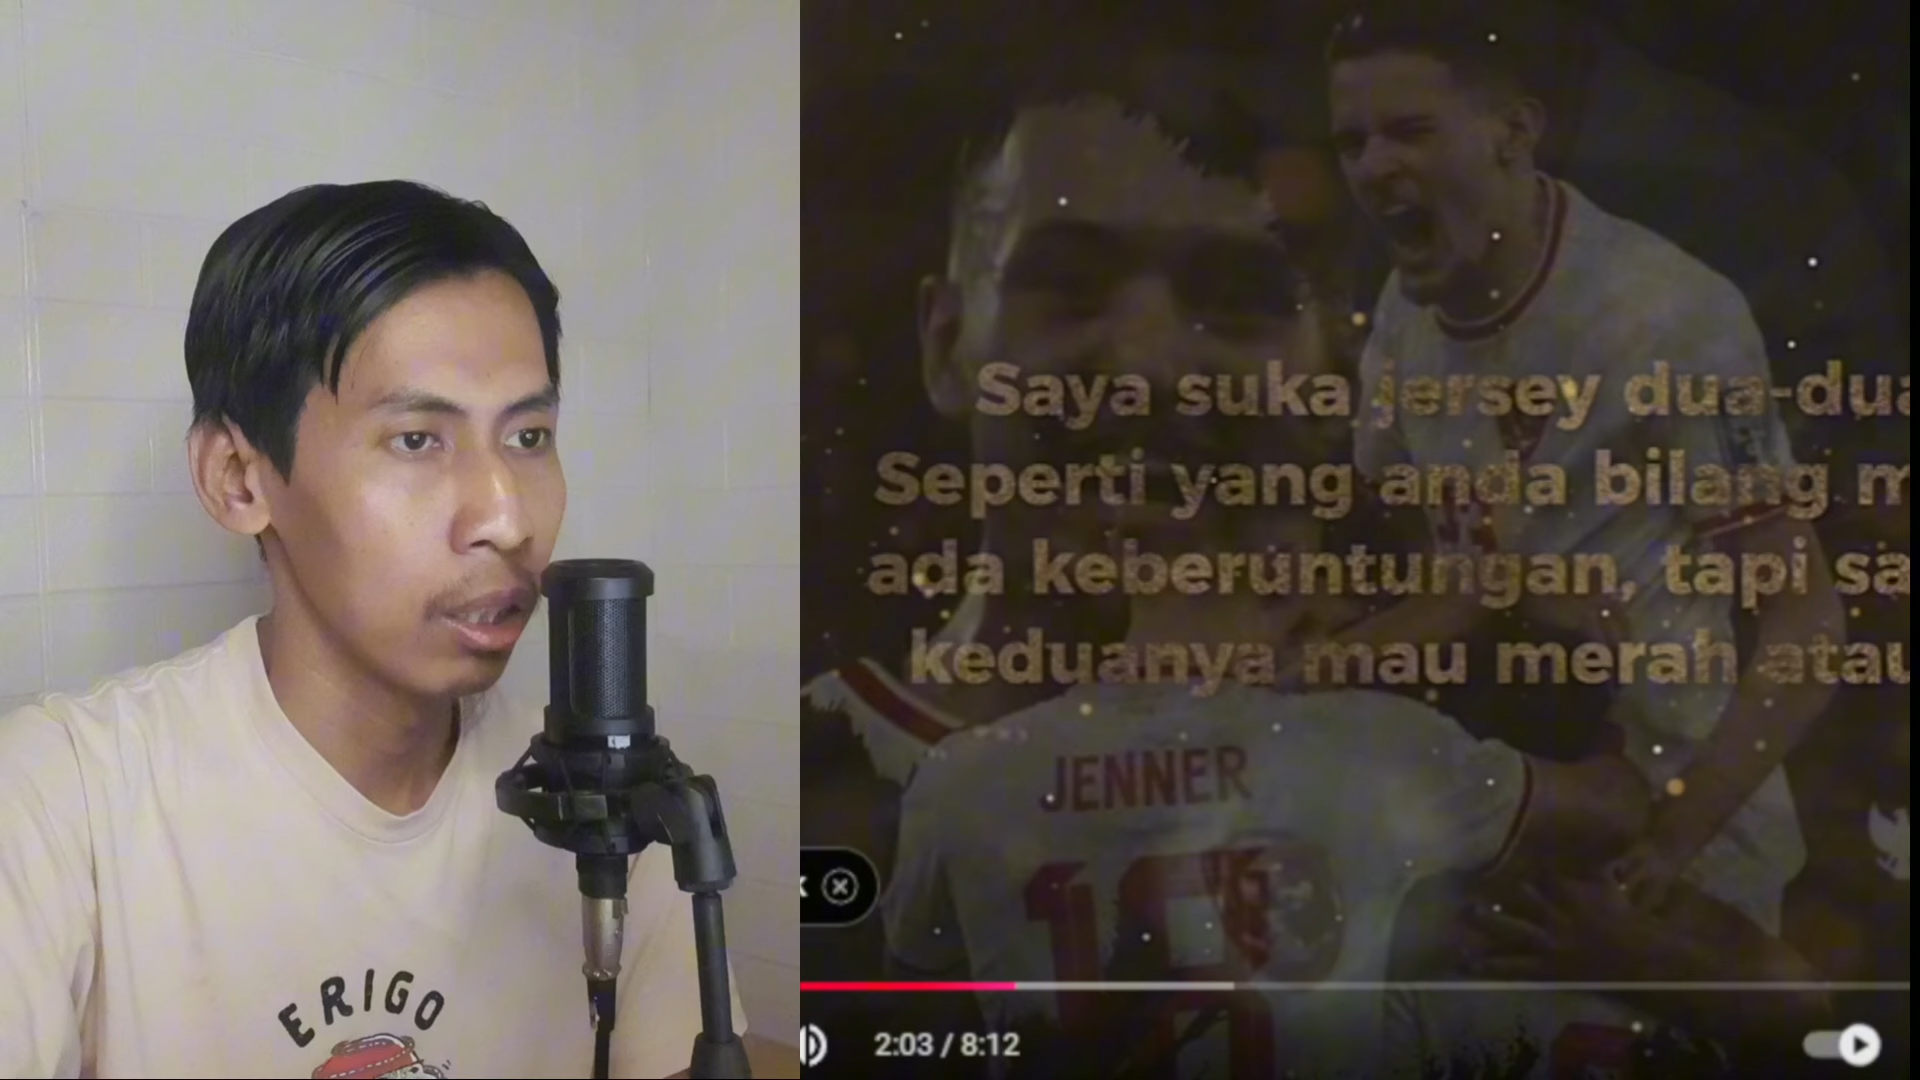 Saya suka jersey dua-dua
Seperti yang anda bilang m
ada keberuntungan, tapi sa
keduanya mau merah atau
JENNER
18
ERIGO
2:03 / 8:12